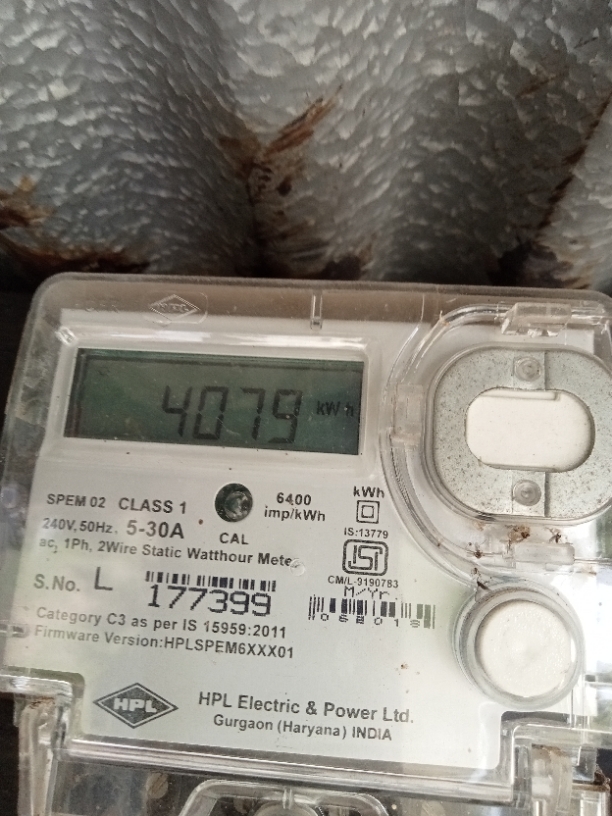 4079 kWh
SPEM 02 CLASS 1
240V, 50Hz. 5-30A
CAL
6400
imp/kWh
kWh
IS:13779
ISI
CM/L-9190783
ac, 1Ph, 2Wire Static Watthour Meter
S.No. L 177399
M/Yr.
062018
Category C3 as per IS 15959:2011
Firmware Version:HPLSPEM6XXX01
HPL
HPL Electric & Power Ltd.
Gurgaon (Haryana) INDIA